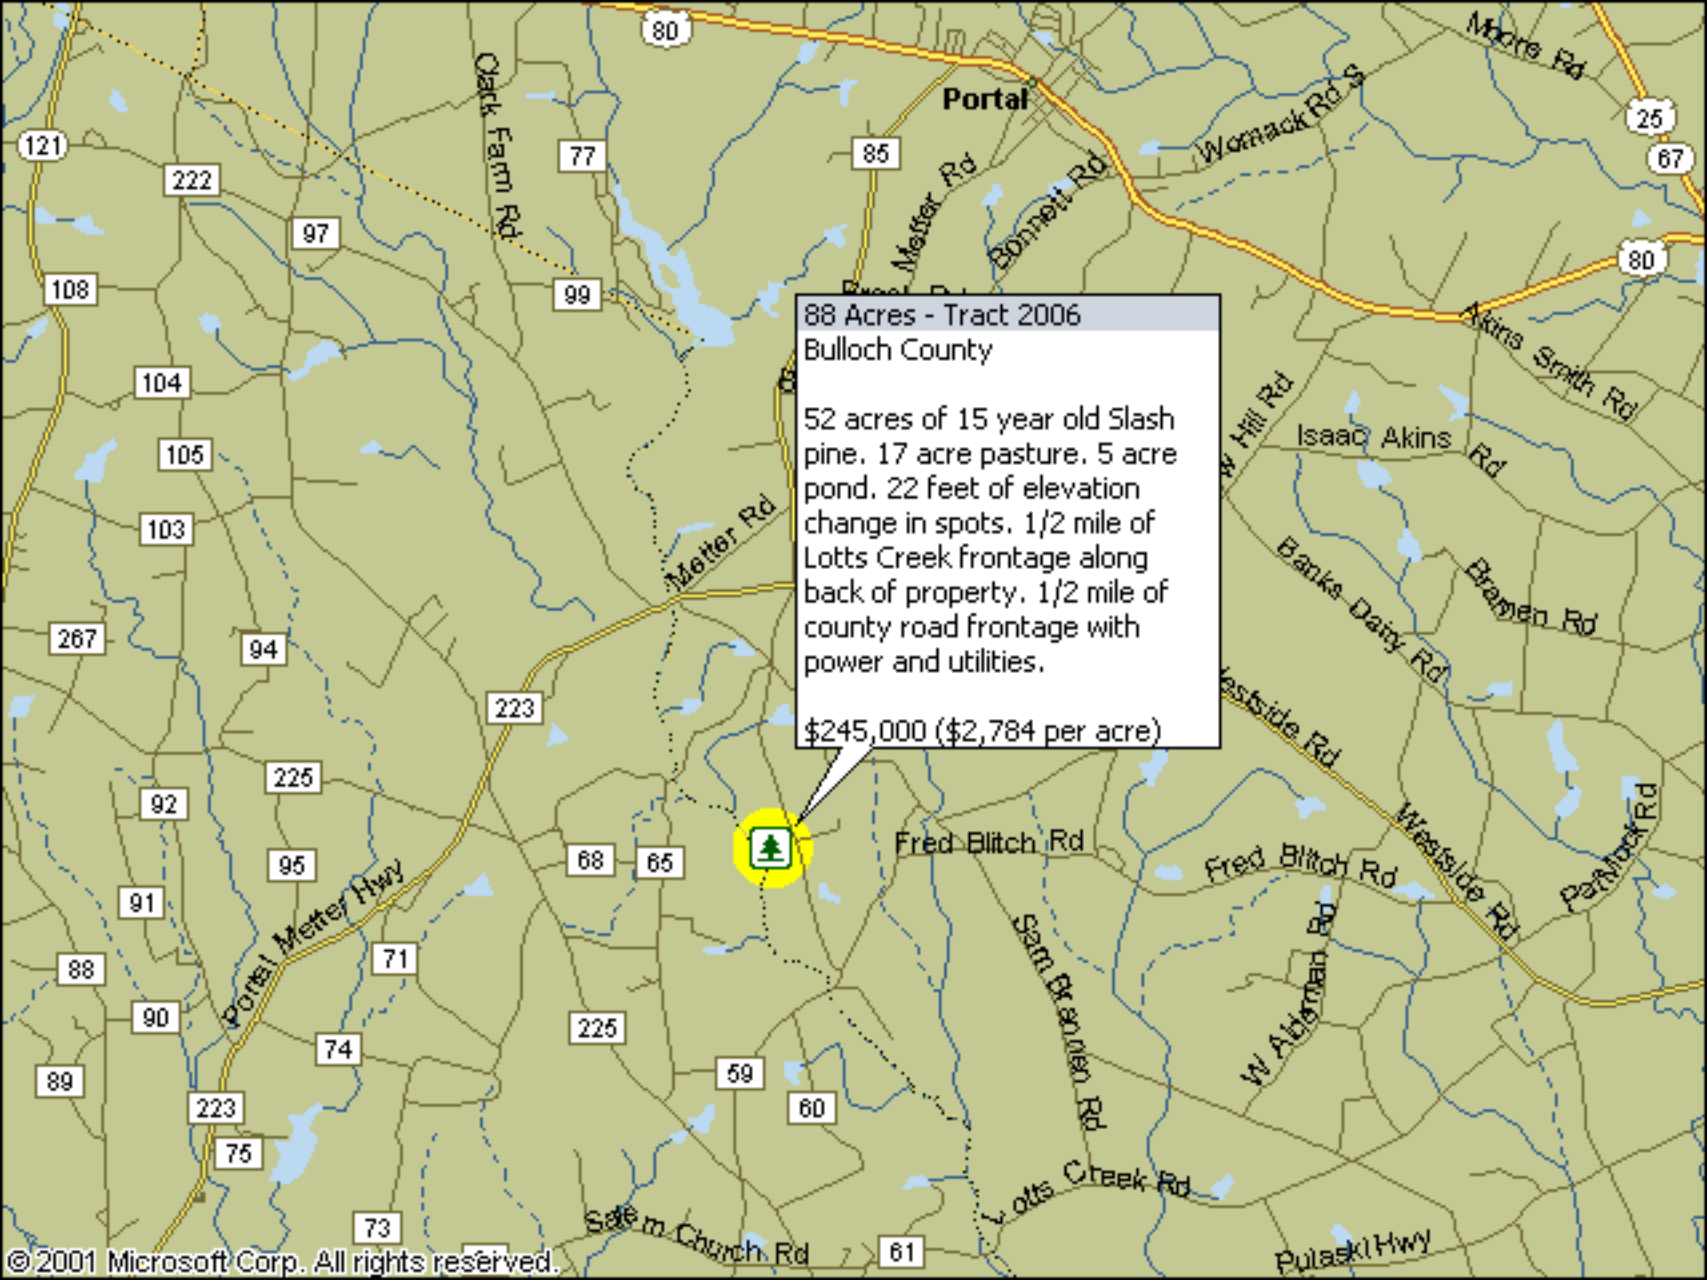 80
Moore Rd
Clark Farm Rd
Portal
Womack Rd S
25
121
77
85
67
222
Metter Rd
Bonnett Rd
97
80
108
99
88 Acres - Tract 2006
Bulloch County
52 acres of 15 year old Slash
pine. 17 acre pasture. 5 acre
pond. 22 feet of elevation
change in spots. 1/2 mile of
Lotts Creek frontage along
back of property. 1/2 mile of
county road frontage with
power and utilities.
$245,000 ($2,784 per acre)
Akins Smith Rd
104
Hill Rd
Isaac Akins Rd
105
103
Metter Rd
Banks Dairy Rd
Bramen Rd
267
94
223
Westside Rd
225
92
Westside Rd
Pat Mock Rd
Fred Blitch Rd
Fred Blitch Rd
68
65
95
91
Portal Metter Hwy
Sam Brannen Rd
W Alderman Rd
88
71
90
225
74
89
59
223
60
75
Lotts Creek Rd
73
Salem Church Rd
61
Pulaski Hwy
© 2001 Microsoft Corp. All rights reserved.